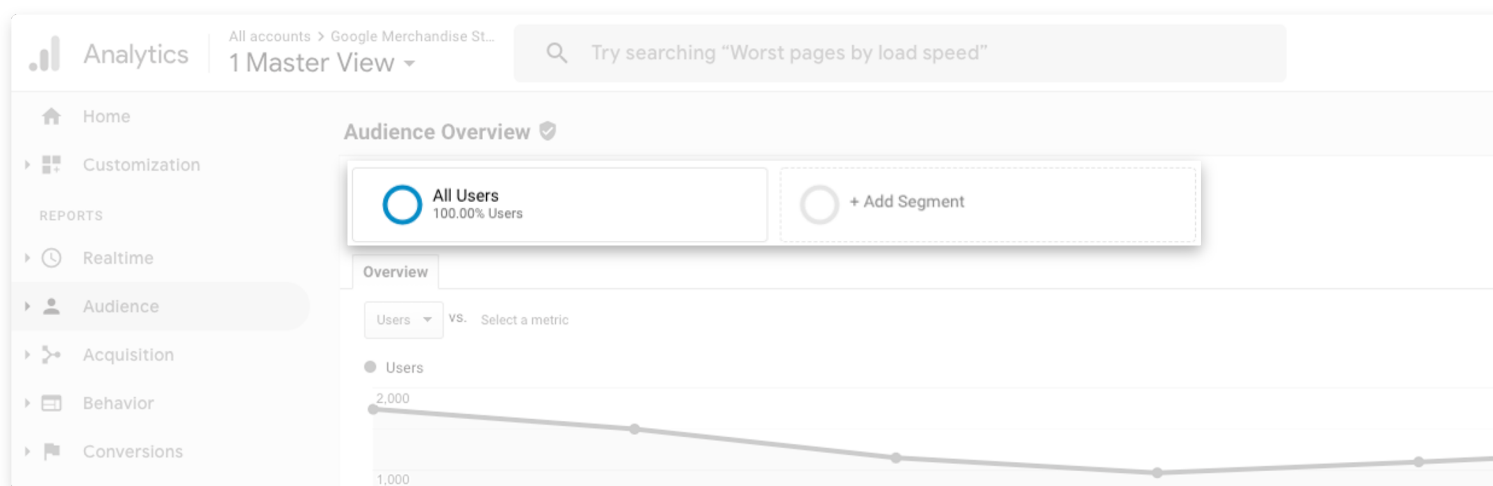 Analytics
All accounts > Google Merchandise St...
1 Master View
Try searching “Worst pages by load speed”
Home
Customization
REPORTS
Realtime
Audience
Acquisition
Behavior
Conversions
Audience Overview
All Users
100.00% Users
+ Add Segment
Overview
Users
vs.
Select a metric
Users
2,000
1,000